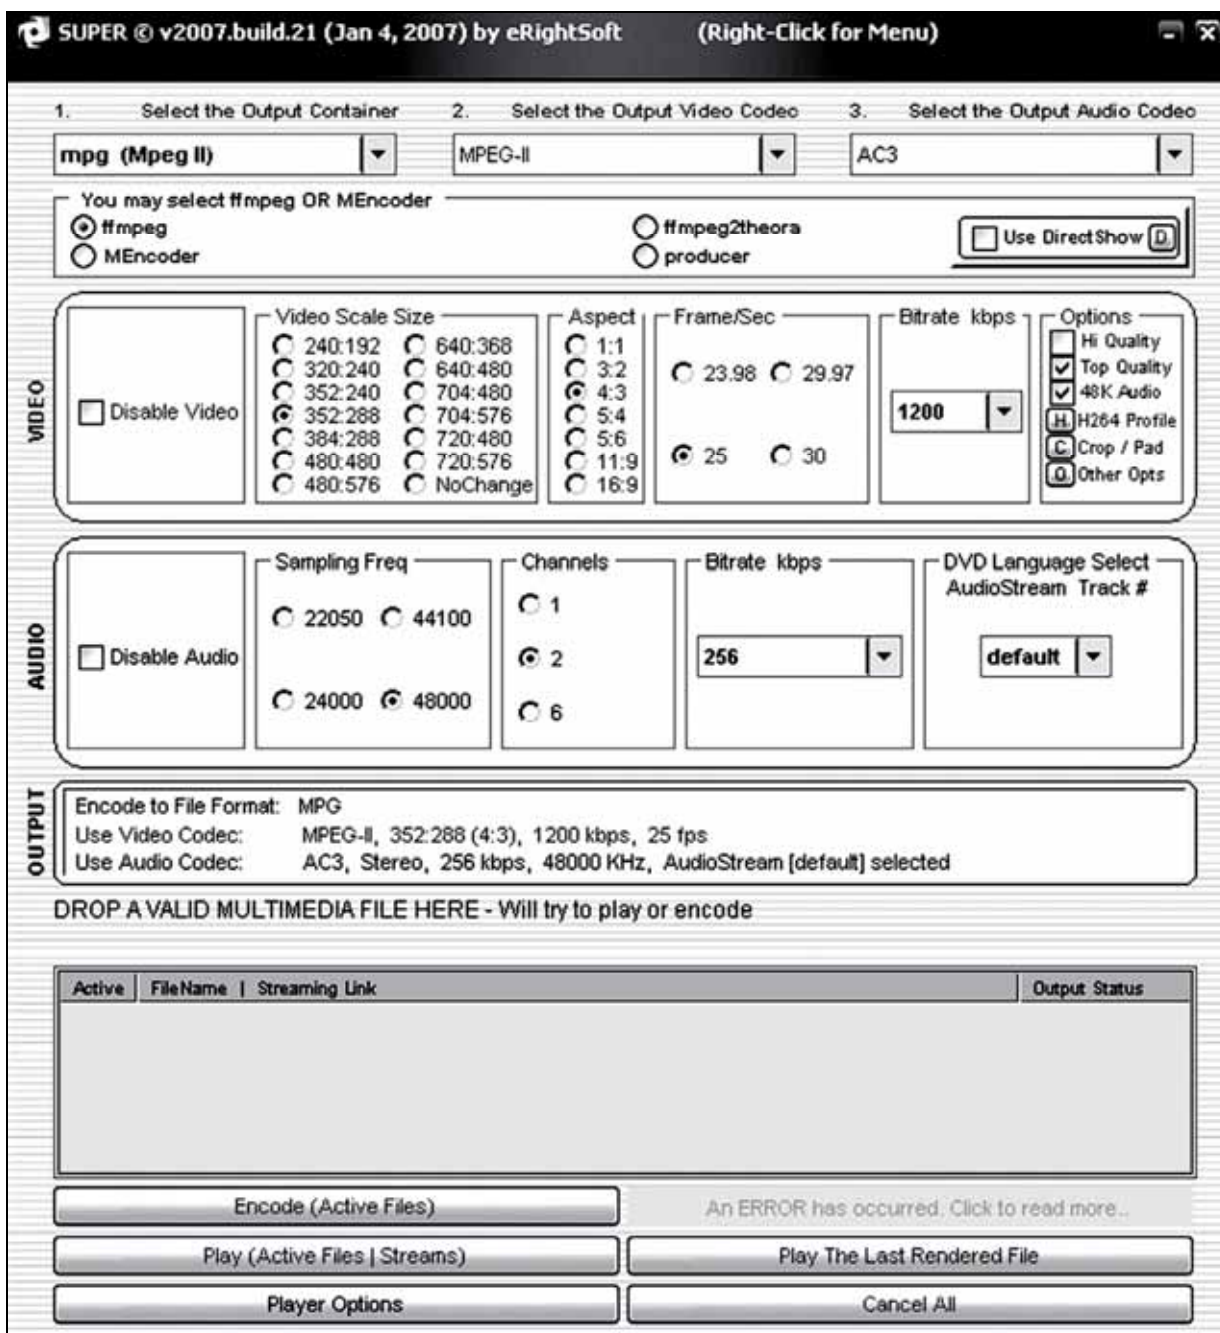 SUPER © v2007.build.21 (Jan 4, 2007) by eRightSoft (Right-Click for Menu)
1. Select the Output Container 2. Select the Output Video Codec 3. Select the Output Audio Codec
mpg (Mpeg II) MPEG-II AC3
You may select ffmpeg OR MEncoder
ffmpeg ffmpeg2theora
MEncoder producer
Use DirectShow D.
VIDEO
Disable Video
Video Scale Size
240:192 640:368
320:240 640:480
352:240 704:480
352:288 704:576
384:288 720:480
480:480 720:576
480:576 NoChange
Aspect
1:1
3:2
4:3
5:4
5:6
11:9
16:9
Frame/Sec
23.98 29.97
25 30
Bitrate kbps
1200
Options
Hi Quality
Top Quality
48K Audio
H. H264 Profile
C. Crop / Pad
O. Other Opts
AUDIO
Disable Audio
Sampling Freq
22050 44100
24000 48000
Channels
1
2
6
Bitrate kbps
256
DVD Language Select
AudioStream Track #
default
OUTPUT
Encode to File Format: MPG
Use Video Codec: MPEG-II, 352:288 (4:3), 1200 kbps, 25 fps
Use Audio Codec: AC3, Stereo, 256 kbps, 48000 KHz, AudioStream [default] selected
DROP A VALID MULTIMEDIA FILE HERE - Will try to play or encode
Active FileName | Streaming Link Output Status
Encode (Active Files) An ERROR has occurred. Click to read more..
Play (Active Files | Streams) Play The Last Rendered File
Player Options Cancel All